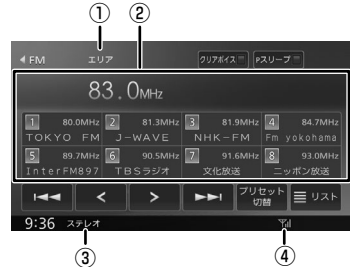 ① ②
FM エリア クリアボイス Pスリープ
83.0MHz
1 80.0MHz 2 81.3MHz 3 81.9MHz 4 84.7MHz
TOKYO FM J-WAVE NHK-FM Fm yokohama
5 89.7MHz 6 90.5MHz 7 91.6MHz 8 93.0MHz
InterFM897 TBSラジオ 文化放送 ニッポン放送
プリセット
切替 リスト
9:36 ステレオ
③ ④